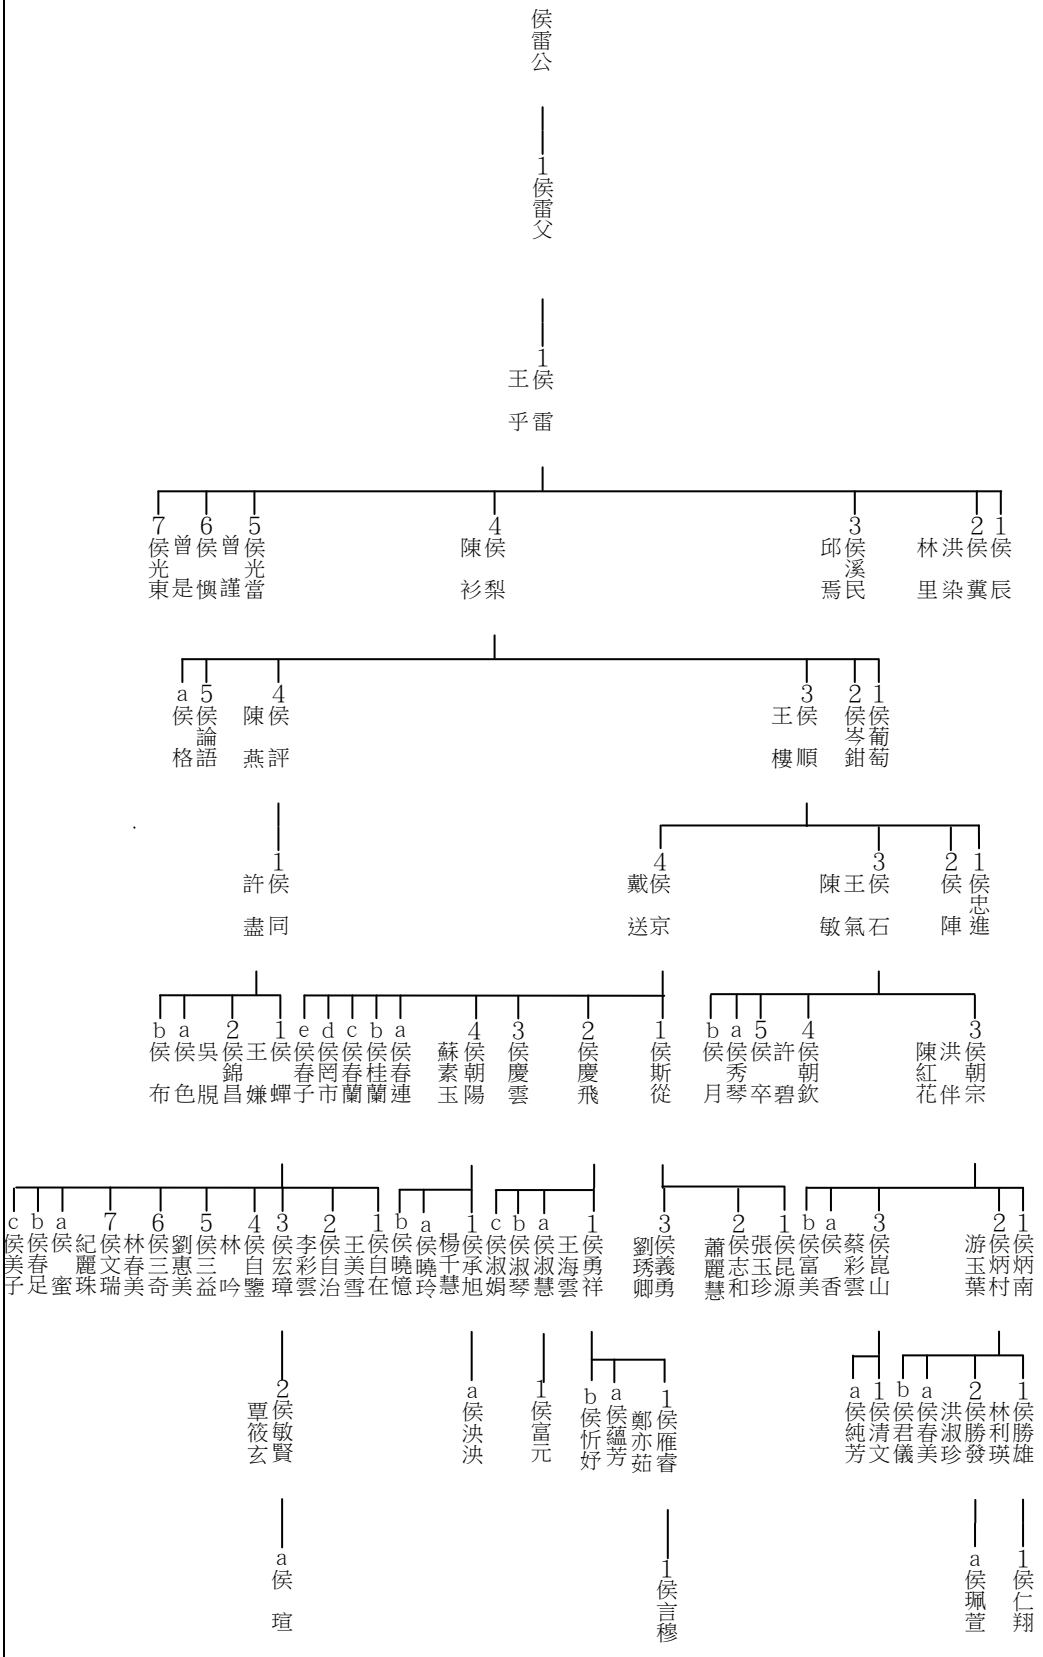 侯雷公
1侯雷父
1侯　雷
王　乎
1侯　辰
2侯　糞
洪　染
林　里
3侯溪民
邱　焉
4侯　梨
陳　衫
5侯光當
曾　謹
6侯　懊
曾　是
7侯光東
1侯葡萄
2侯岑鉗
3侯　順
王　樓
4侯　評
陳　燕
5侯論語
a侯　格
1侯忠進
2侯　陣
3侯　石
王　氣
陳　敏
4侯　京
戴　送
1侯　同
許　盡
3侯朝宗
洪　伴
陳紅花
4侯朝欽
許　碧
5侯　卒
a侯秀琴
b侯　月
1侯斯從
2侯慶飛
3侯慶雲
4侯朝陽
蘇素玉
a侯春連
b侯桂蘭
c侯春蘭
d侯罔市
e侯春子
1侯　蟬
王　嫌
2侯錦昌
吳　
a侯　色
b侯　布
1侯炳南
2侯炳村
游玉葉
3侯崑山
蔡彩雲
a侯　香
b侯富美
1侯昆源
張玉珍
2侯志和
蕭麗慧
3侯義勇
劉琇卿
1侯勇祥
王海雲
a侯淑慧
b侯淑琴
c侯淑娟
1侯承旭
楊千慧
a侯曉玲
b侯曉憶
1侯自在
王美雪
2侯自治
李彩雲
3侯宏璋
4侯自鑒
林　吟
5侯三益
劉惠美
6侯三奇
林春美
7侯文瑞
紀麗珠
a侯　蜜
b侯春足
c侯美子
1侯勝雄
林利瑛
2侯勝發
洪淑珍
a侯春美
b侯君儀
1侯清文
a侯純芳
1侯雁睿
鄭亦茹
a侯蘊芳
b侯忻妤
1侯富元
a侯泱泱
2侯敏賢
覃筱玄
1侯仁翔
a侯珮萱
1侯言穆
a侯　瑄